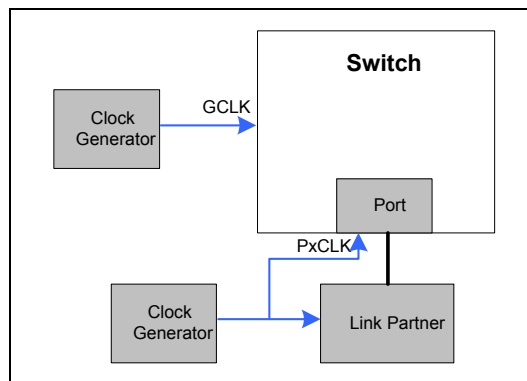 Switch
GCLK
Clock
Generator
Port
PxCLK
Clock
Generator
Link Partner